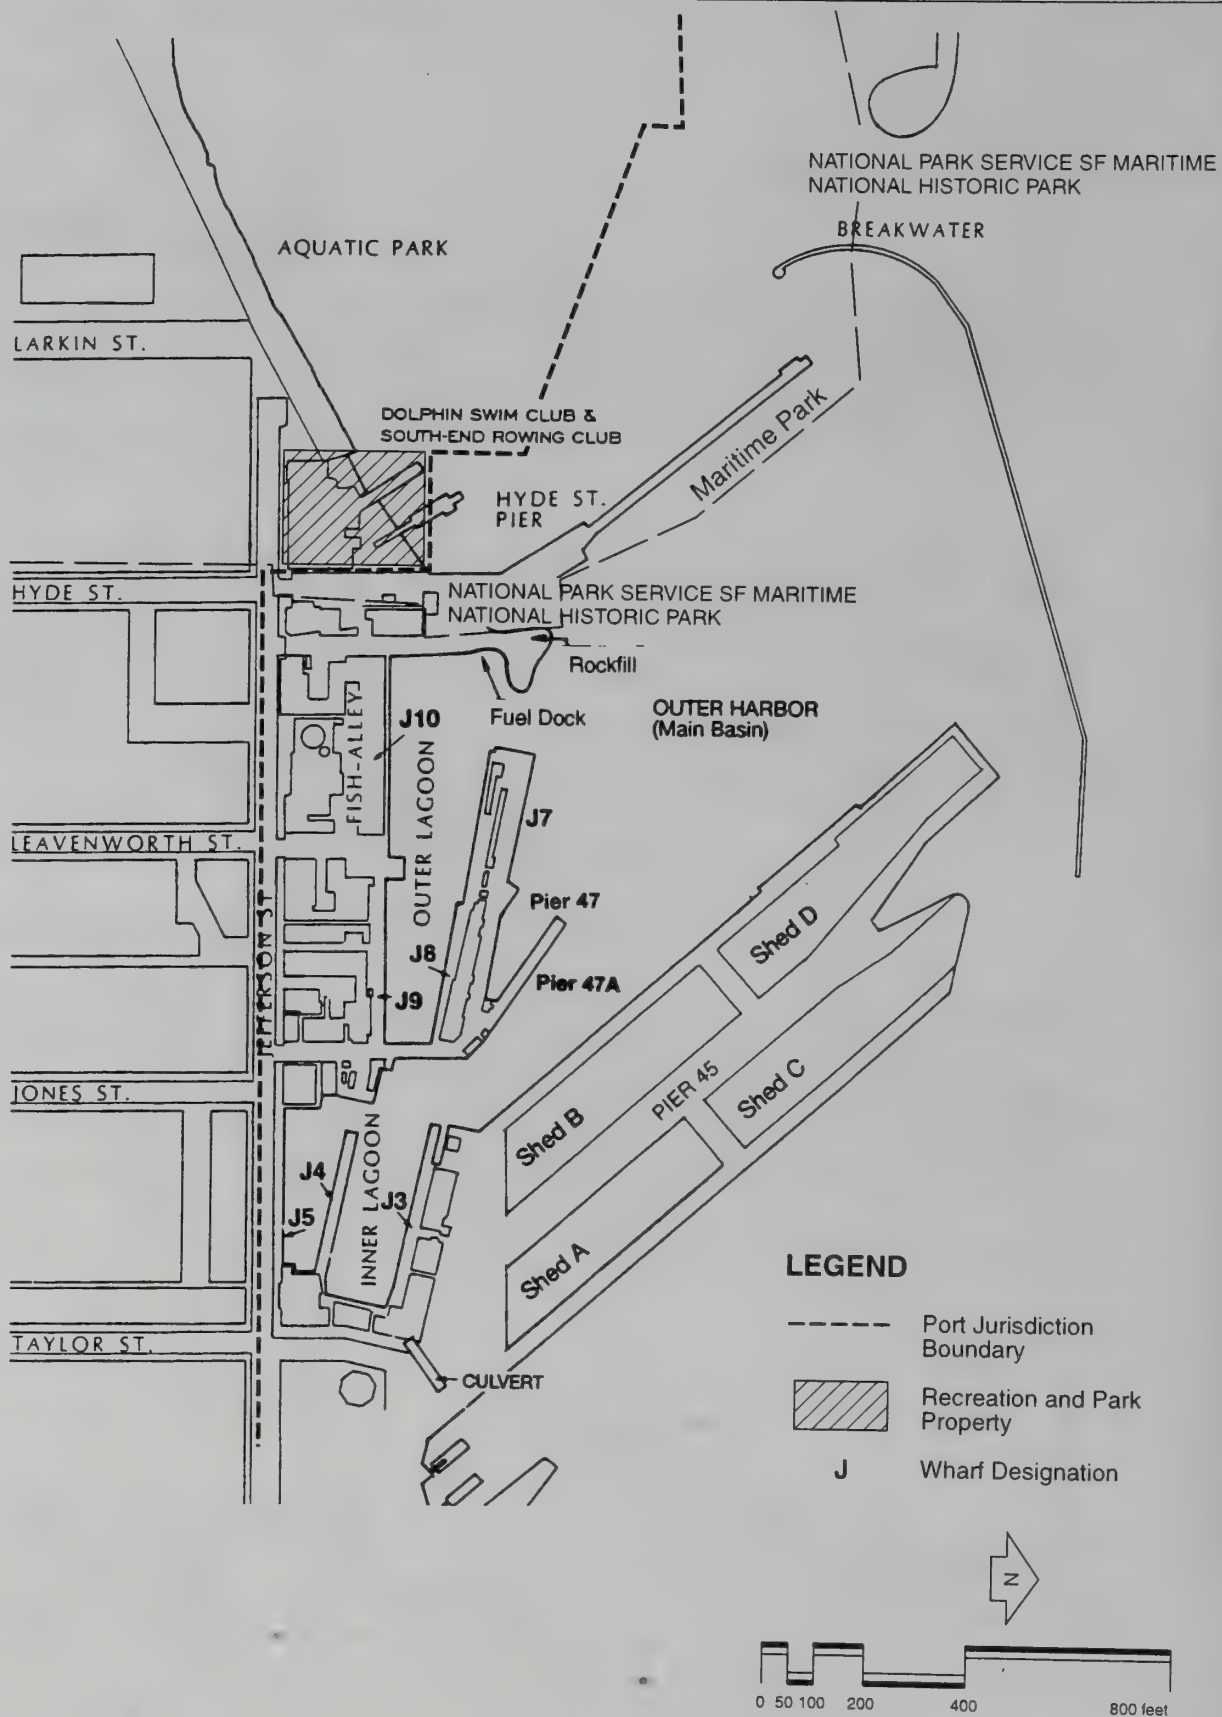 NATIONAL PARK SERVICE SF MARITIME
NATIONAL HISTORIC PARK
BREAKWATER
AQUATIC PARK
LARKIN ST.
DOLPHIN SWIM CLUB &
SOUTH-END ROWING CLUB
Maritime Park
HYDE ST.
PIER
HYDE ST.
NATIONAL PARK SERVICE SF MARITIME
NATIONAL HISTORIC PARK
Rockfill
Fuel Dock
OUTER HARBOR
(Main Basin)
J10
FISH-ALLEY
OUTER LAGOON
J7
LEAVENWORTH ST.
Pier 47
Shed D
J8
Pier 47A
J9
JEFFERSON ST
JONES ST.
PIER 45
Shed C
Shed B
J4
INNER LAGOON
J3
J5
Shed A
TAYLOR ST.
CULVERT
LEGEND
Port Jurisdiction
Boundary
Recreation and Park
Property
J
Wharf Designation
N
0 50 100 200 400 800 feet